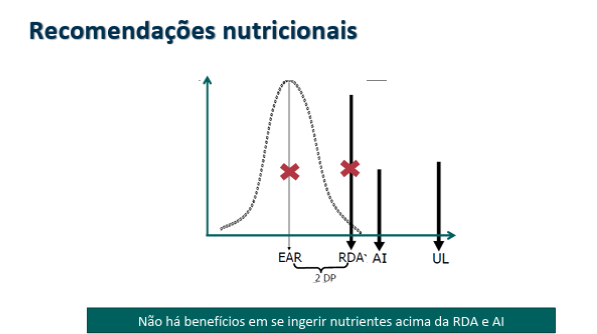 Recomendações nutricionais
EAR RDA AI UL
2 DP
Não há benefícios em se ingerir nutrientes acima da RDA e AI